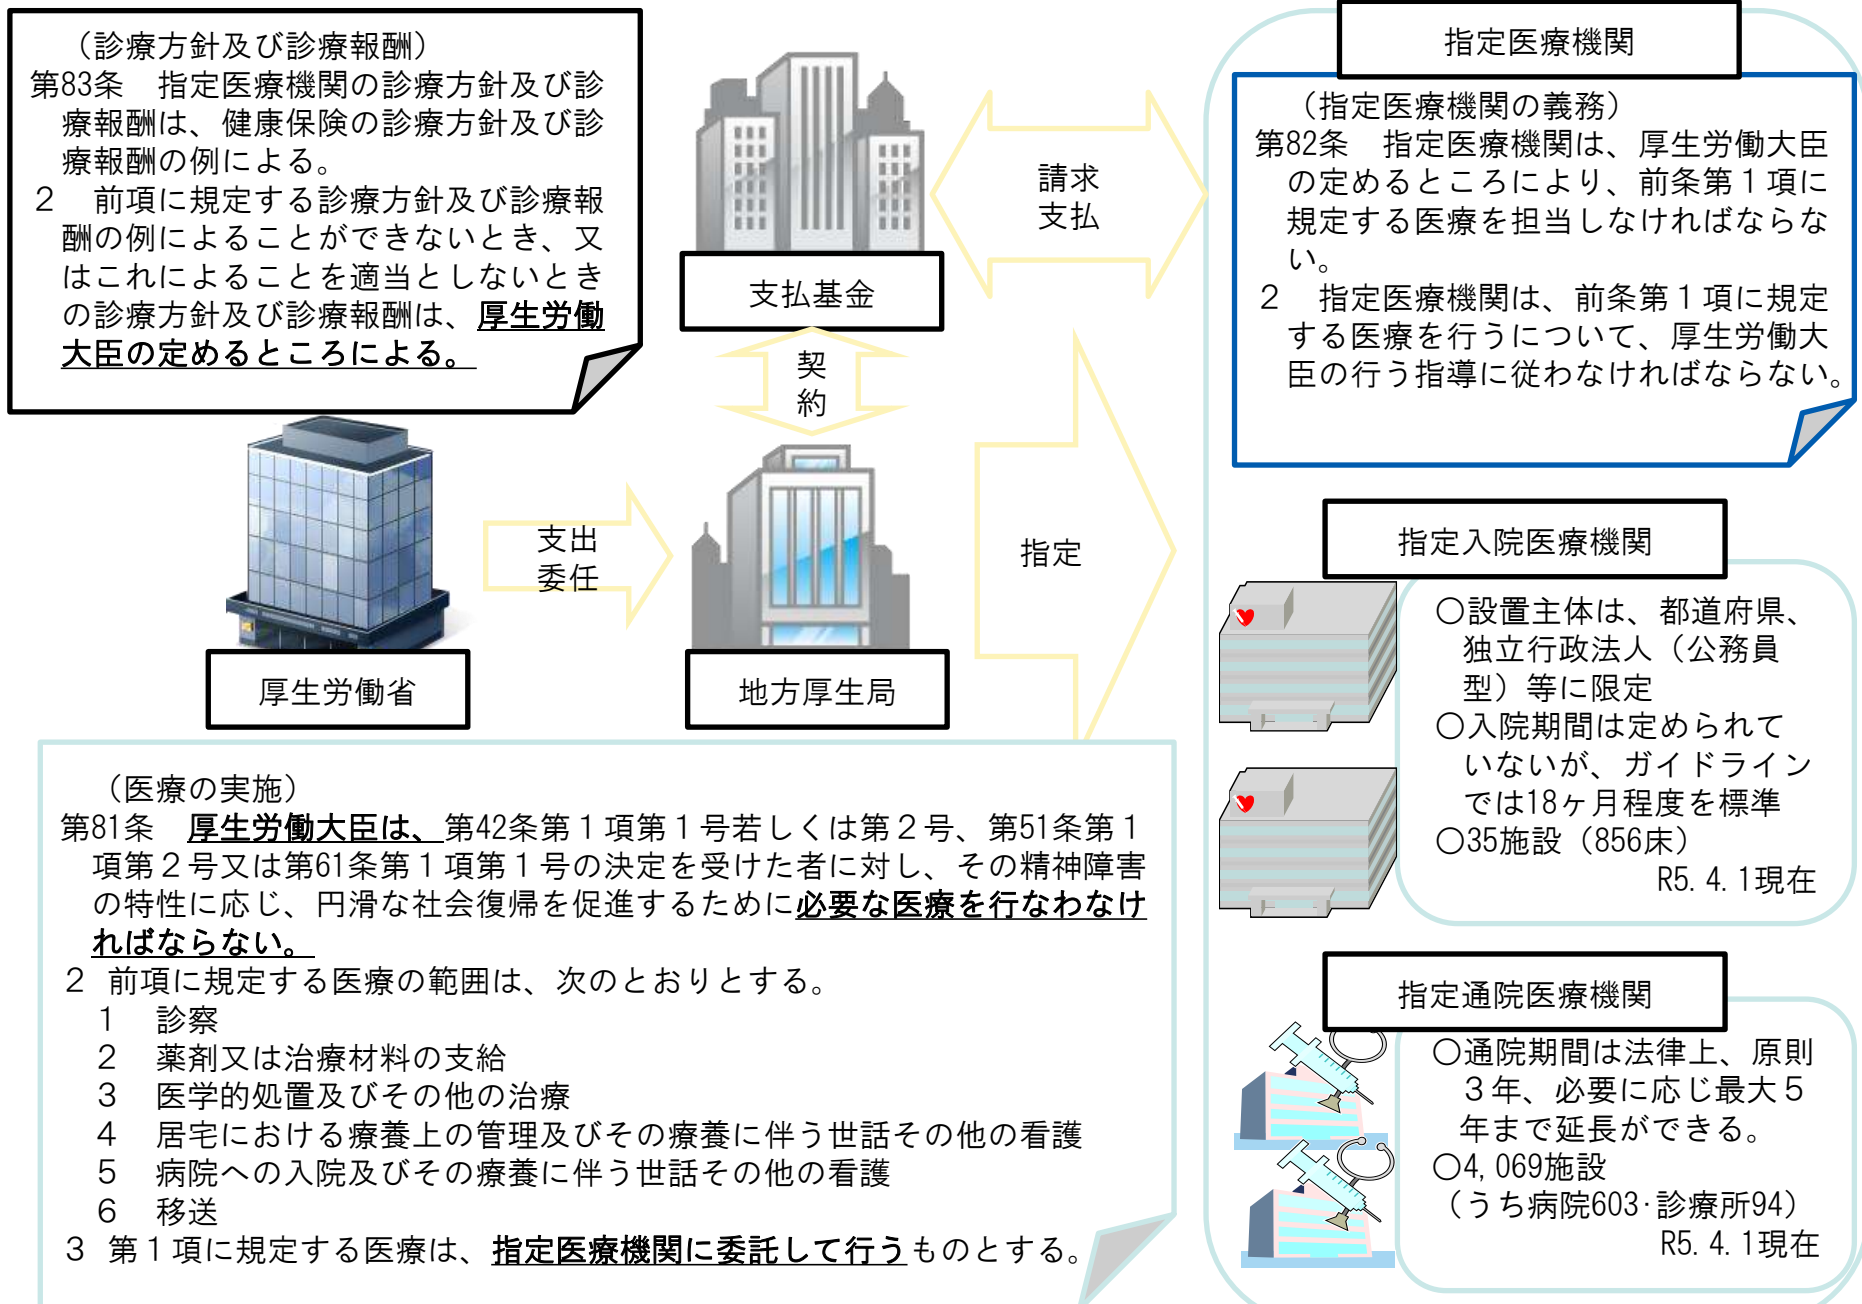 （診療方針及び診療報酬）
第83条　指定医療機関の診療方針及び診
療報酬は、健康保険の診療方針及び診
療報酬の例による。
２　前項に規定する診療方針及び診療報
酬の例によることができないとき、又
はこれによることを適当としないとき
の診療方針及び診療報酬は、厚生労働
大臣の定めるところによる。
支払基金
請求
支払
契
約
厚生労働省
支出
委任
地方厚生局
指定
指定医療機関
（指定医療機関の義務）
第82条　指定医療機関は、厚生労働大臣
の定めるところにより、前条第１項に
規定する医療を担当しなければならな
い。
２　指定医療機関は、前条第１項に規定
する医療を行うについて、厚生労働大
臣の行う指導に従わなければならない。
指定入院医療機関
○設置主体は、都道府県、
独立行政法人（公務員
型）等に限定
○入院期間は定められて
いないが、ガイドライン
では18ヶ月程度を標準
○35施設（856床）
R5.4.1現在
指定通院医療機関
○通院期間は法律上、原則
３年、必要に応じ最大５
年まで延長ができる。
○4,069施設
（うち病院603･診療所94）
R5.4.1現在
（医療の実施）
第81条　厚生労働大臣は、第42条第１項第１号若しくは第２号、第51条第１
項第２号又は第61条第１項第１号の決定を受けた者に対し、その精神障害
の特性に応じ、円滑な社会復帰を促進するために必要な医療を行なわなけ
ればならない。
２　前項に規定する医療の範囲は、次のとおりとする。
１　診察
２　薬剤又は治療材料の支給
３　医学的処置及びその他の治療
４　居宅における療養上の管理及びその療養に伴う世話その他の看護
５　病院への入院及びその療養に伴う世話その他の看護
６　移送
３　第１項に規定する医療は、指定医療機関に委託して行うものとする。